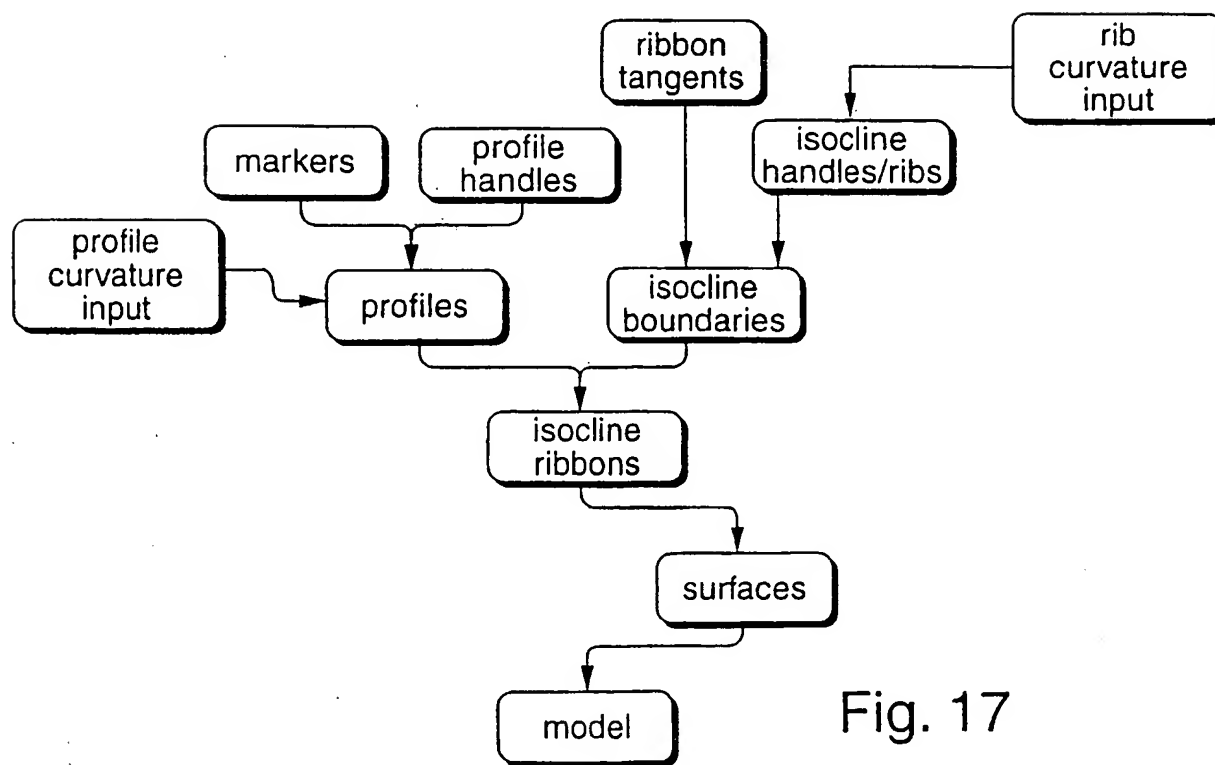 ribbon
tangents
rib
curvature
input
markers
profile
handles
isocline
handles/ribs
profile
curvature
input
profiles
isocline
boundaries
isocline
ribbons
surfaces
model
Fig. 17